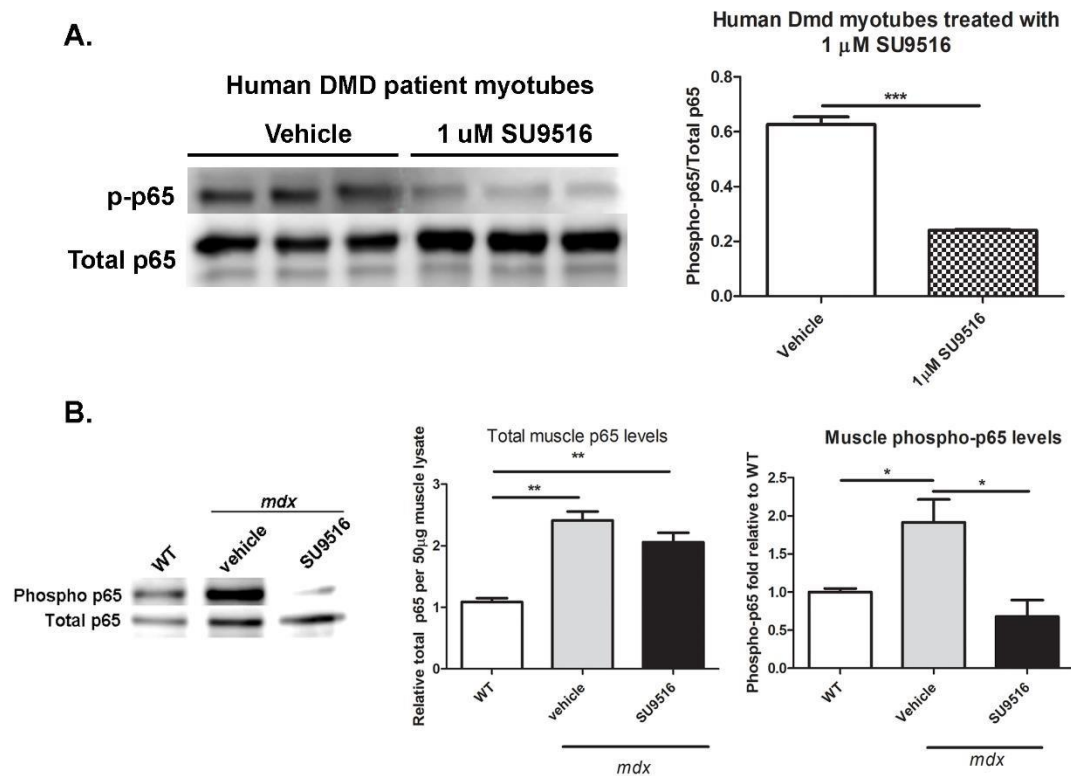 A.
Human DMD patient myotubes
Vehicle
1 uM SU9516
p-p65
Total p65
Human Dmd myotubes treated with
1 μM SU9516
Phospho-p65/Total p65
0.8
0.6
0.4
0.2
0.0
***
Vehicle
1μM SU9516
B.
mdx
WT
vehicle
SU9516
Phospho p65
Total p65
Total muscle p65 levels
Relative total p65 per 50μg muscle lysate
3
2
1
0
**
**
WT
vehicle
SU9516
mdx
Muscle phospho-p65 levels
Phospho-p65 fold relative to WT
2.5
2.0
1.5
1.0
0.5
0.0
*
*
WT
Vehicle
SU9516
mdx